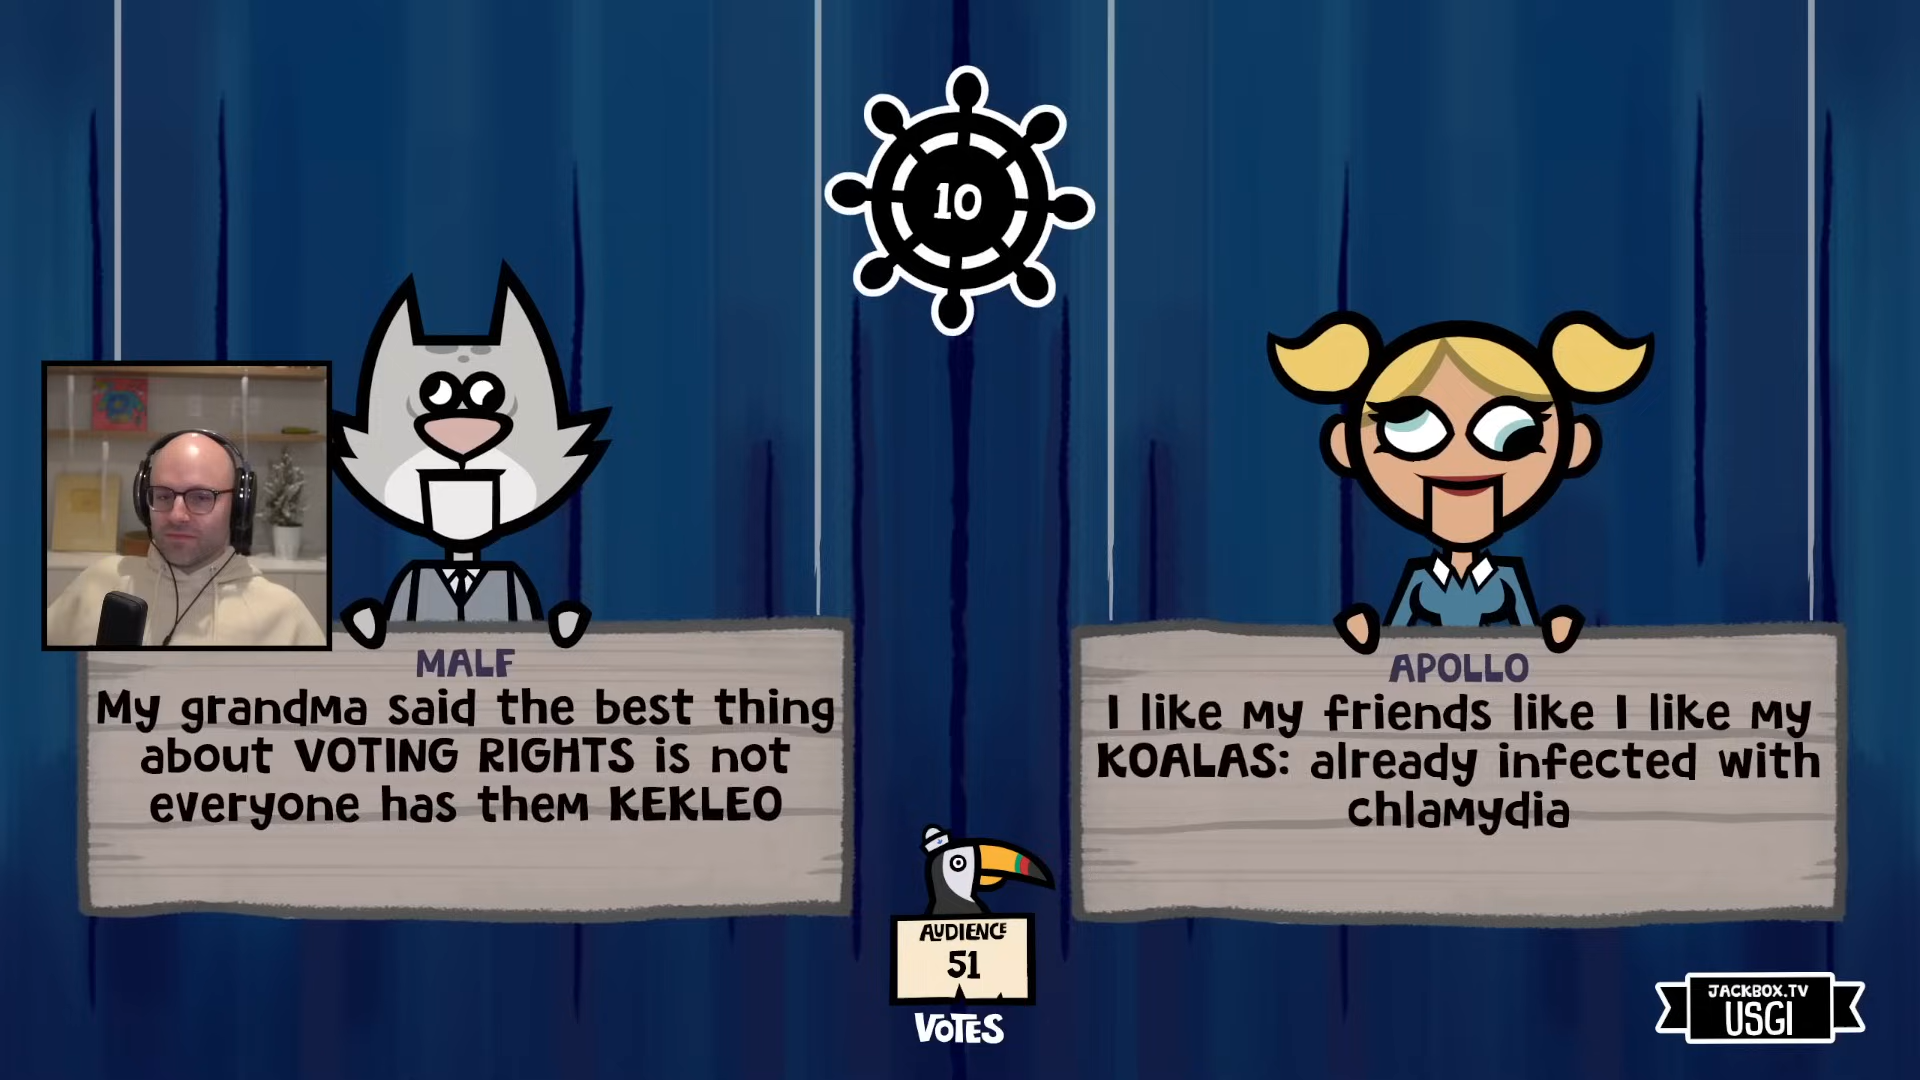 10
MALF
My grandma said the best thing
about VOTING RIGHTS is not
everyone has them KEKLEO
APOLLO
I like my friends like I like my
KOALAS: already infected with
chlamydia
AUDIENCE
51
VOTES
JACKBOX.TV
USGI